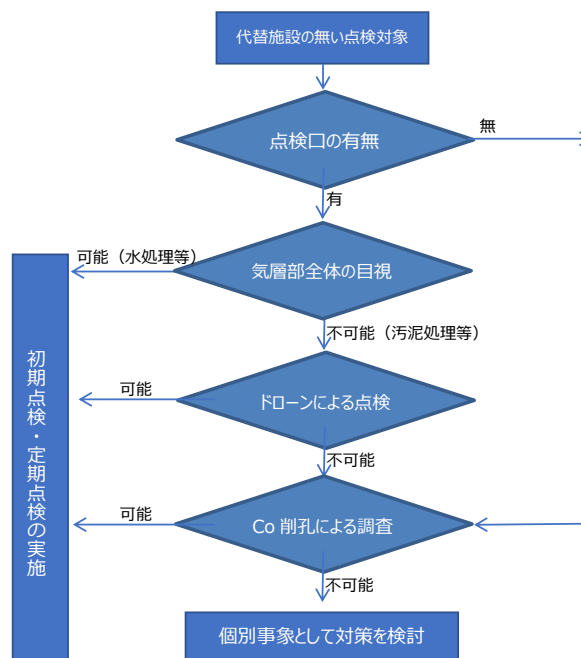 代替施設の無い点検対象
点検口の有無
無
有
可能（水処理等）
気層部全体の目視
不可能（汚泥処理等）
初期点検・定期点検の実施
可能
ドローンによる点検
不可能
可能
Co 削孔による調査
不可能
個別事象として対策を検討